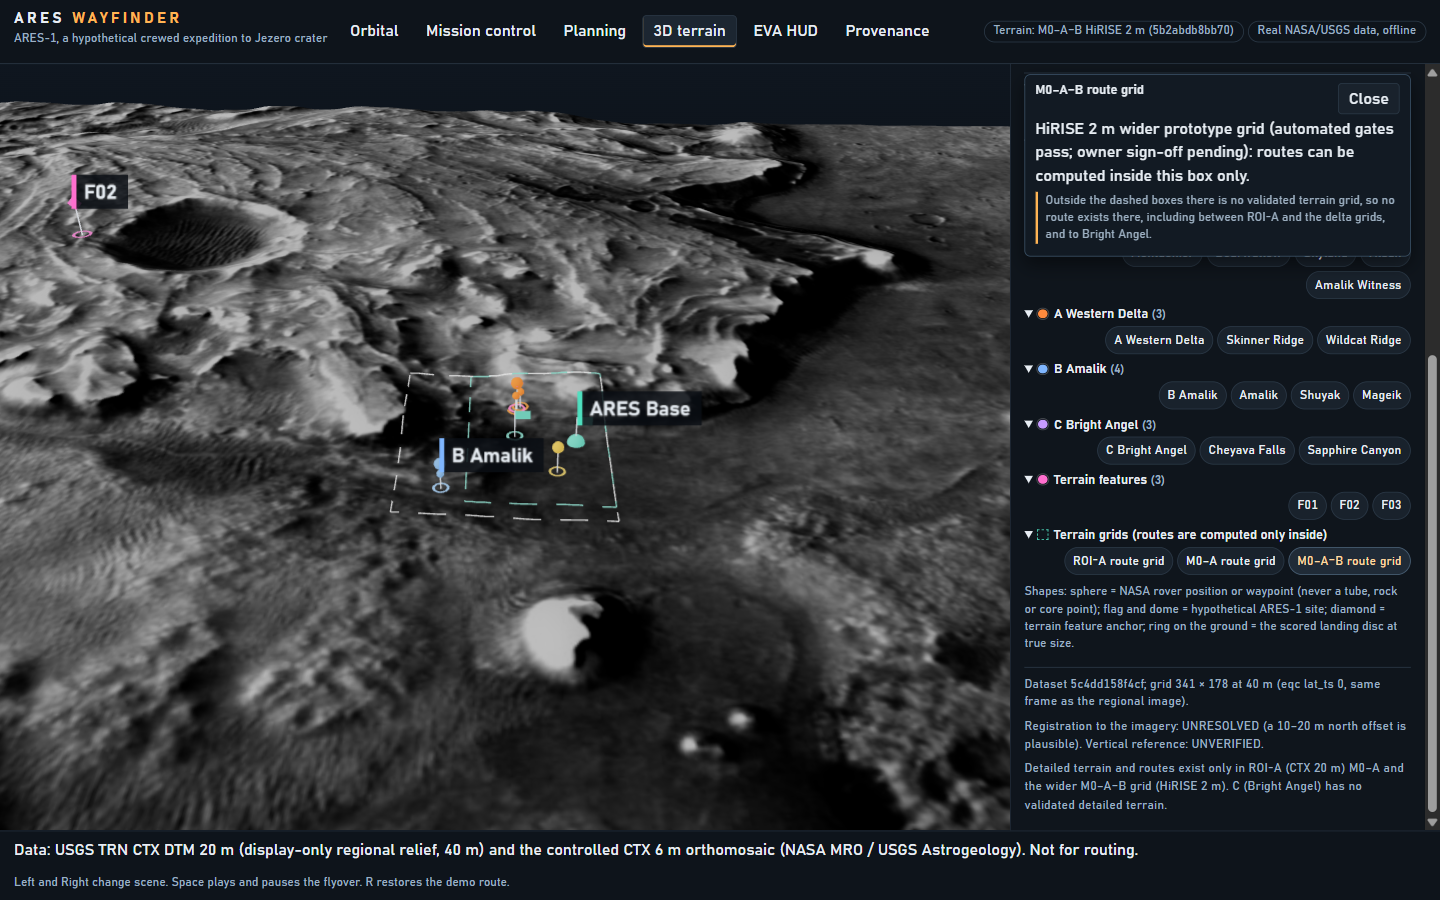 ARES WAYFINDER
ARES-1, a hypothetical crewed expedition to Jezero crater
Orbital
Mission control
Planning
3D terrain
EVA HUD
Provenance
Terrain: M0-A-B HiRISE 2 m (5b2abdb8bb70)
Real NASA/USGS data, offline
F02
ARES Base
B Amalik
M0-A-B route grid
Close
HiRISE 2 m wider prototype grid (automated gates
pass; owner sign-off pending): routes can be
computed inside this box only.
Outside the dashed boxes there is no validated terrain grid, so no
route exists there, including between ROI-A and the delta grids,
and to Bright Angel.
Amalik Witness
▼ A Western Delta (3)
A Western Delta
Skinner Ridge
Wildcat Ridge
▼ B Amalik (4)
B Amalik
Amalik
Shuyak
Mageik
▼ C Bright Angel (3)
C Bright Angel
Cheyava Falls
Sapphire Canyon
▼ Terrain features (3)
F01
F02
F03
▼ Terrain grids (routes are computed only inside)
ROI-A route grid
M0-A route grid
M0-A-B route grid
Shapes: sphere = NASA rover position or waypoint (never a tube, rock
or core point); flag and dome = hypothetical ARES-1 site; diamond =
terrain feature anchor; ring on the ground = the scored landing disc at
true size.
Dataset 5c4dd158f4cf; grid 341 × 178 at 40 m (eqc lat_ts 0, same
frame as the regional image).
Registration to the imagery: UNRESOLVED (a 10-20 m north offset is
plausible). Vertical reference: UNVERIFIED.
Detailed terrain and routes exist only in ROI-A (CTX 20 m) M0-A and
the wider M0-A-B grid (HiRISE 2 m). C (Bright Angel) has no
validated detailed terrain.
Data: USGS TRN CTX DTM 20 m (display-only regional relief, 40 m) and the controlled CTX 6 m orthomosaic (NASA MRO / USGS Astrogeology). Not for routing.
Left and Right change scene. Space plays and pauses the flyover. R restores the demo route.